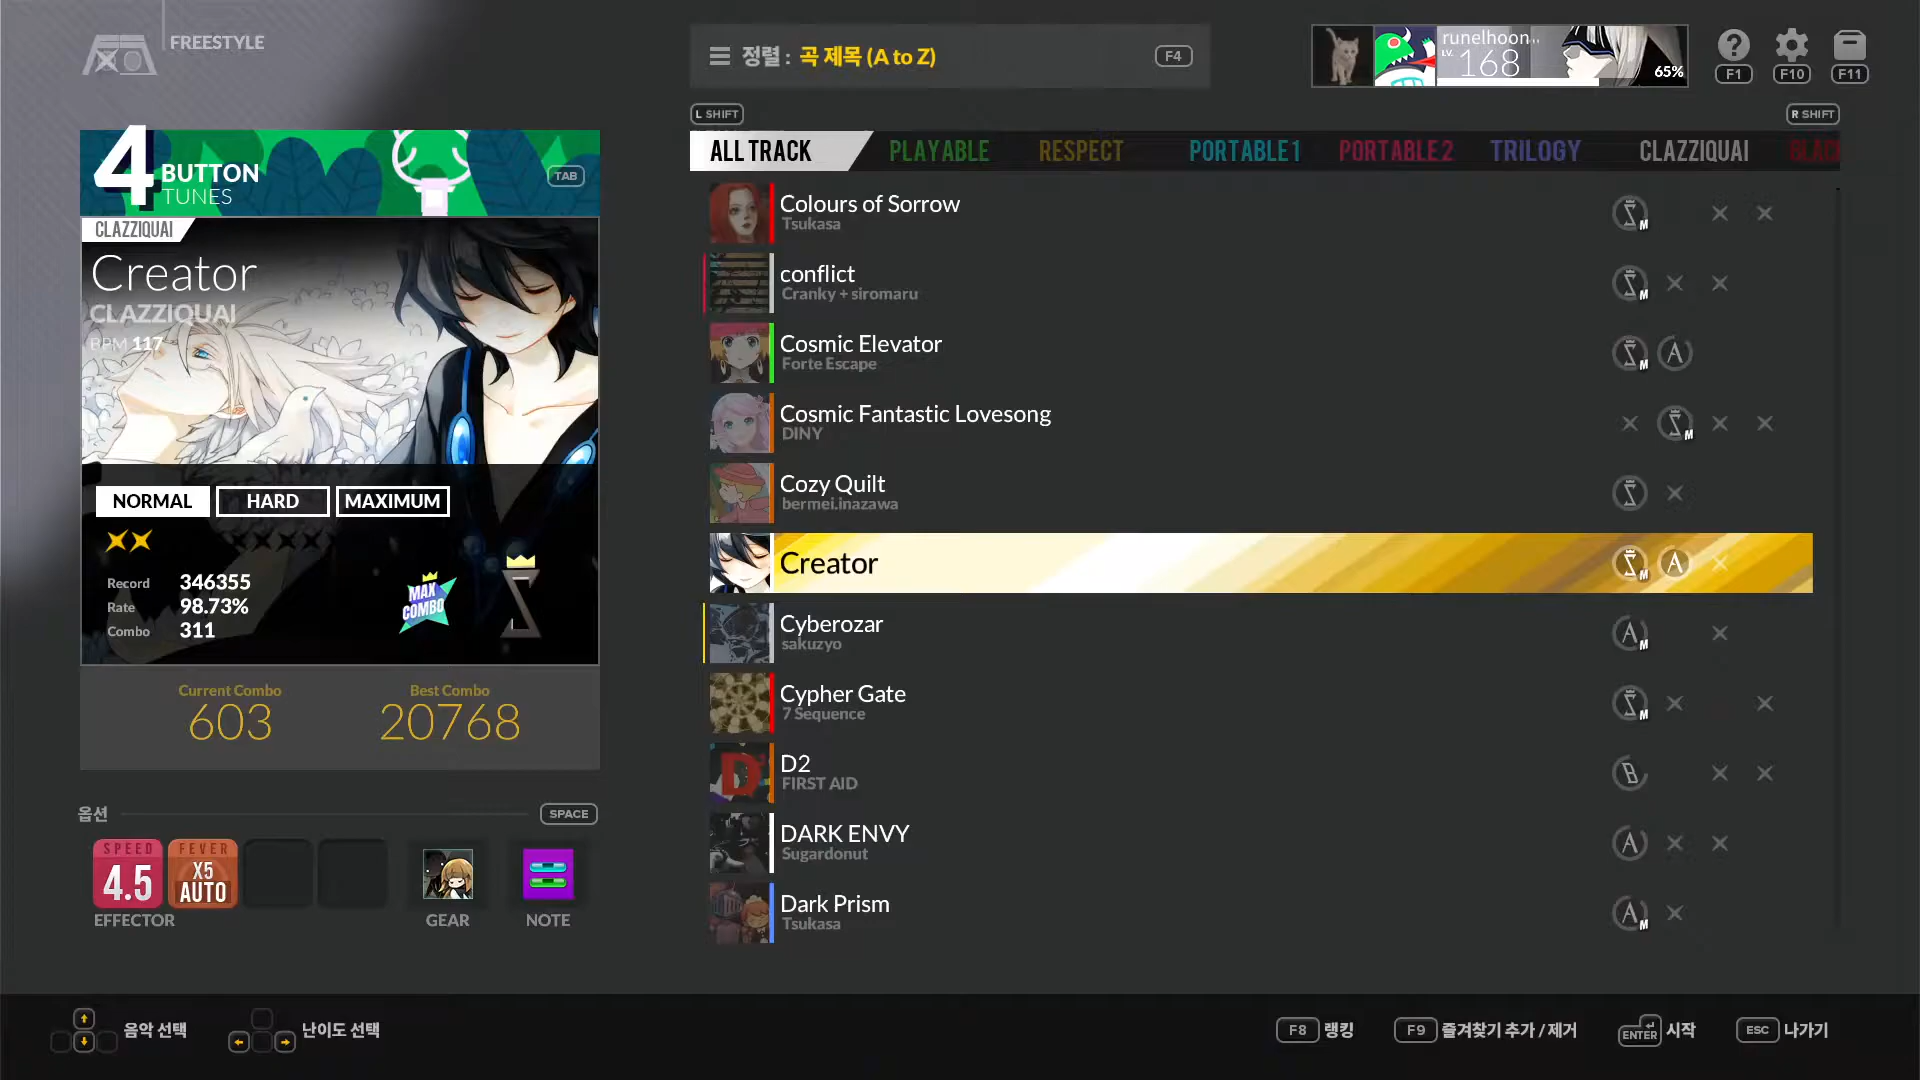 FREESTYLE
정렬 : 곡 제목 (A to Z)
F4
runelhoon..
LV. 168
65%
F1
F10
F11
L SHIFT
R SHIFT
ALL TRACK
PLAYABLE
RESPECT
PORTABLE 1
PORTABLE 2
TRILOGY
CLAZZIQUAI
BLAC
4 BUTTON
TUNES
TAB
CLAZZIQUAI
Creator
CLAZZIQUAI
BPM 117
NORMAL
HARD
MAXIMUM
Record 346355
Rate 98.73%
Combo 311
MAX
COMBO
Current Combo
603
Best Combo
20768
옵션
SPACE
SPEED
4.5
FEVER
X5
AUTO
EFFECTOR
GEAR
NOTE
Colours of Sorrow
Tsukasa
M
conflict
Cranky + siromaru
M
Cosmic Elevator
Forte Escape
M A
Cosmic Fantastic Lovesong
DINY
M
Cozy Quilt
bermei.inazawa
Creator
M A
Cyberozar
sakuzyo
A M
Cypher Gate
7 Sequence
M
D2
FIRST AID
B
DARK ENVY
Sugardonut
A
Dark Prism
Tsukasa
A M
음악 선택
난이도 선택
F8 랭킹
F9 즐겨찾기 추가 / 제거
ENTER 시작
ESC 나가기